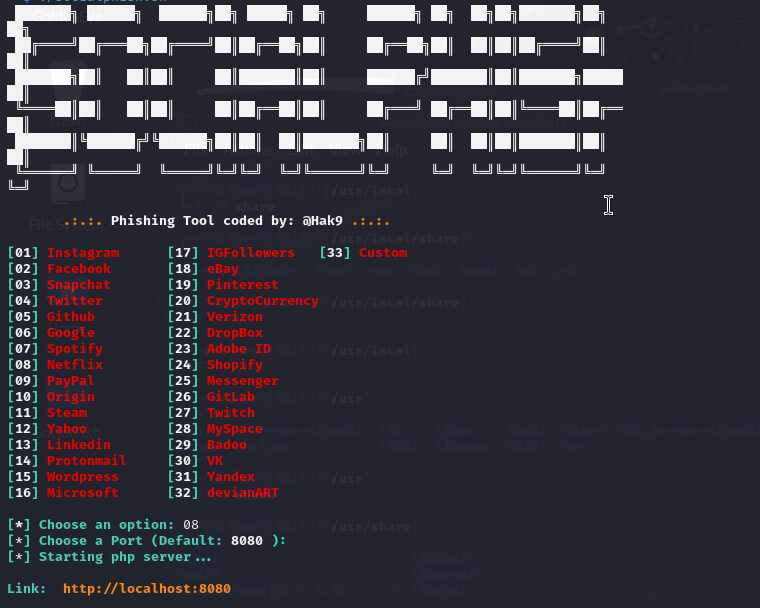 SOCIAL PHISH
.:.:. Phishing Tool coded by: @Hak9 .:.:.
[01] Instagram [17] IGFollowers [33] Custom
[02] Facebook [18] eBay
[03] Snapchat [19] Pinterest
[04] Twitter [20] CryptoCurrency
[05] Github [21] Verizon
[06] Google [22] DropBox
[07] Spotify [23] Adobe ID
[08] Netflix [24] Shopify
[09] PayPal [25] Messenger
[10] Origin [26] GitLab
[11] Steam [27] Twitch
[12] Yahoo [28] MySpace
[13] Linkedin [29] Badoo
[14] Protonmail [30] VK
[15] Wordpress [31] Yandex
[16] Microsoft [32] devianART
[*] Choose an option: 08
[*] Choose a Port (Default: 8080 ):
[*] Starting php server...
Link: http://localhost:8080